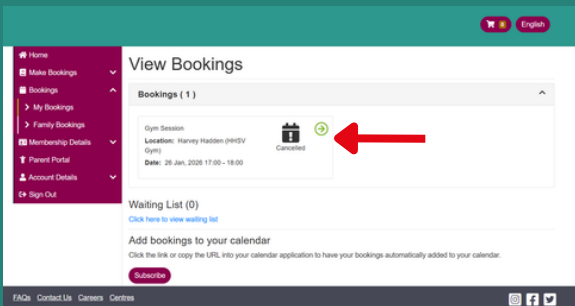 English
Home
Make Bookings
Bookings
My Bookings
Family Bookings
Membership Details
Parent Portal
Account Details
Sign Out
View Bookings
Bookings ( 1 )
Gym Session
Location: Harvey Hadden (HHSV
Gym)
Date: 26 Jan, 2026 17:00 - 18:00
Cancelled
Waiting List (0)
Click here to view waiting list
Add bookings to your calendar
Click the link or copy the URL into your calendar application to have your bookings automatically added to your calendar.
Subscribe
FAQs Contact Us Careers Centres